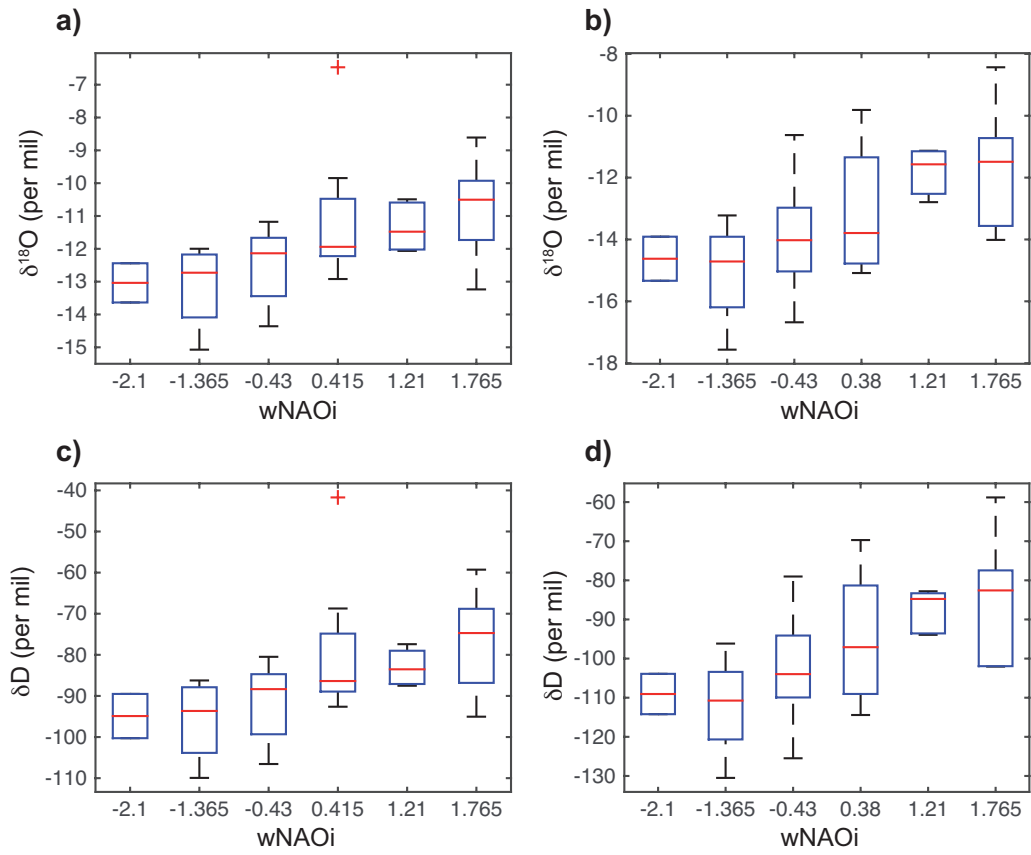 a)
-7
-8
-9
-10
-11
-12
-13
-14
-15
δ18O (per mil)
-2.1 -1.365 -0.43 0.415 1.21 1.765
wNAOi
b)
-8
-10
-12
-14
-16
-18
δ18O (per mil)
-2.1 -1.365 -0.43 0.38 1.21 1.765
wNAOi
c)
-40
-50
-60
-70
-80
-90
-100
-110
δD (per mil)
-2.1 -1.365 -0.43 0.415 1.21 1.765
wNAOi
d)
-60
-70
-80
-90
-100
-110
-120
-130
δD (per mil)
-2.1 -1.365 -0.43 0.38 1.21 1.765
wNAOi